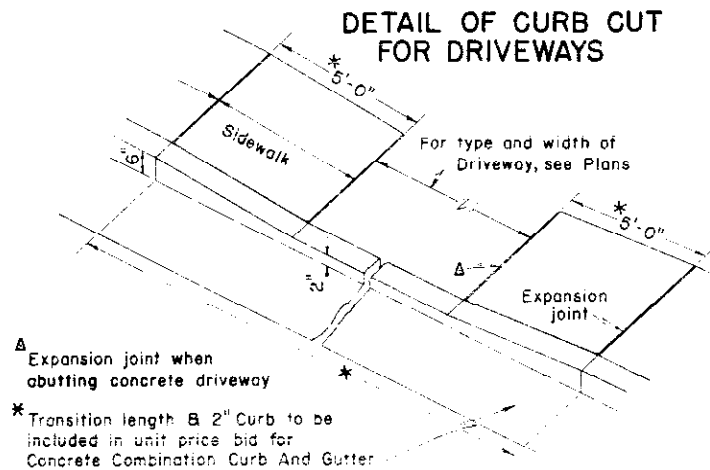 DETAIL OF CURB CUT
FOR DRIVEWAYS
*
5'-0"
Sidewalk
For type and width of
Driveway, see Plans
6"
*
5'-0"
Δ
2"
Expansion
joint
Δ Expansion joint when
abutting concrete driveway
*
* Transition length & 2" Curb to be
included in unit price bid for
Concrete Combination Curb And Gutter